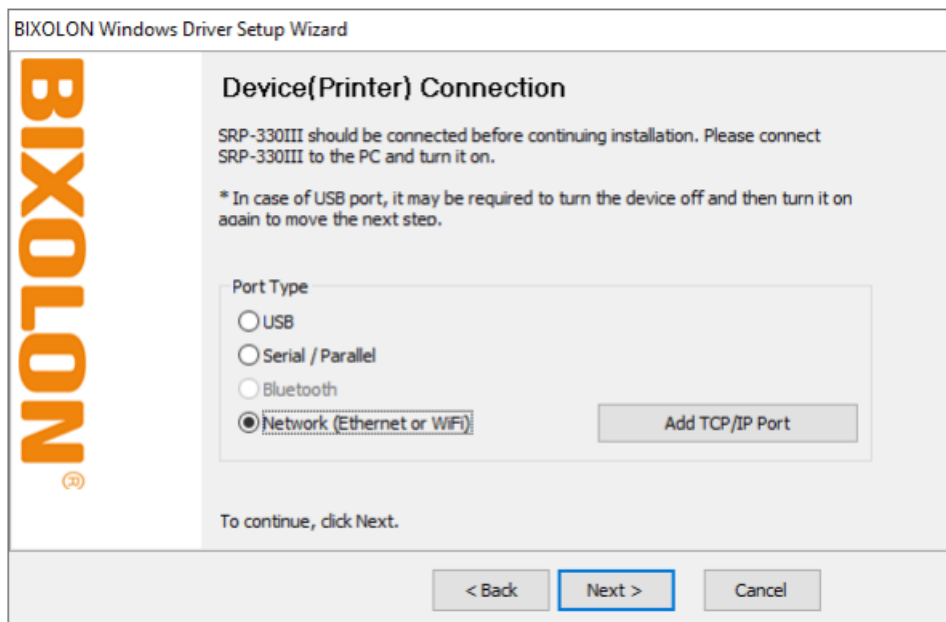 BIXOLON Windows Driver Setup Wizard
BIXOLON®
Device(Printer) Connection
SRP-330III should be connected before continuing installation. Please connect
SRP-330III to the PC and turn it on.
* In case of USB port, it may be required to turn the device off and then turn it on
again to move the next step.
Port Type
USB
Serial / Parallel
Bluetooth
Network (Ethernet or WiFi)
Add TCP/IP Port
To continue, click Next.
< Back
Next >
Cancel